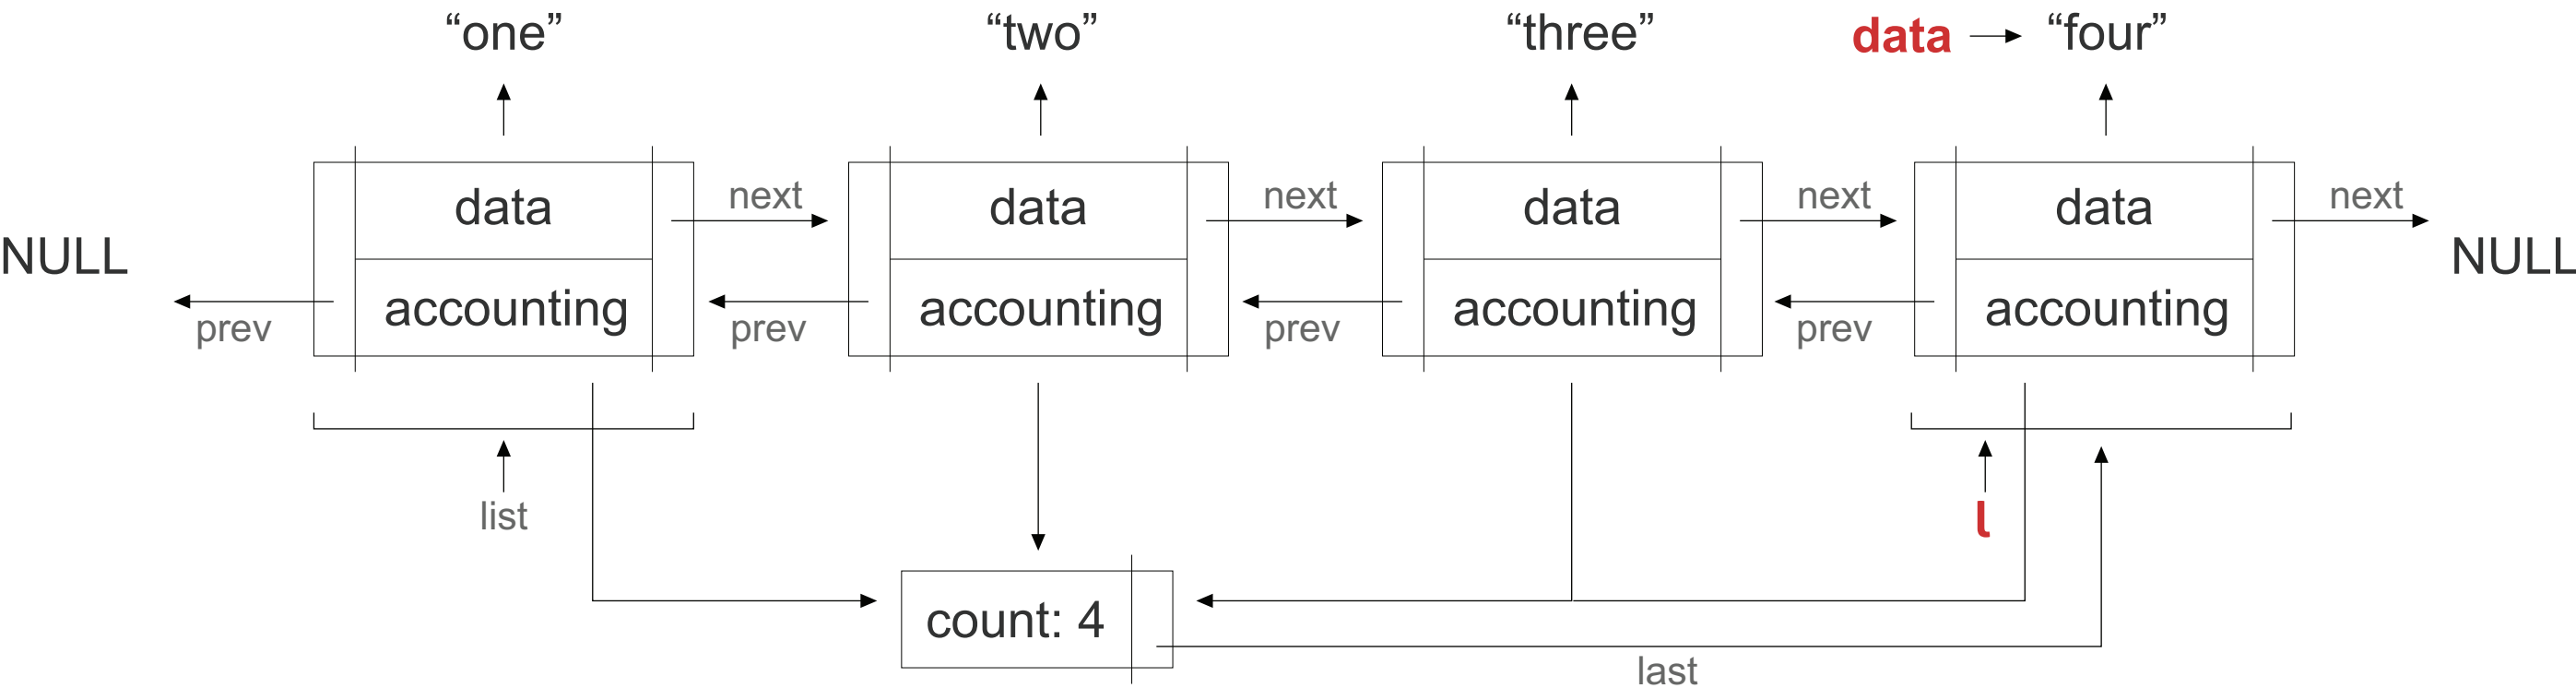 “one” “two” “three” data “four”
data next data next data next data next
NULL NULL
prev accounting prev accounting prev accounting prev accounting
list l
count: 4
last